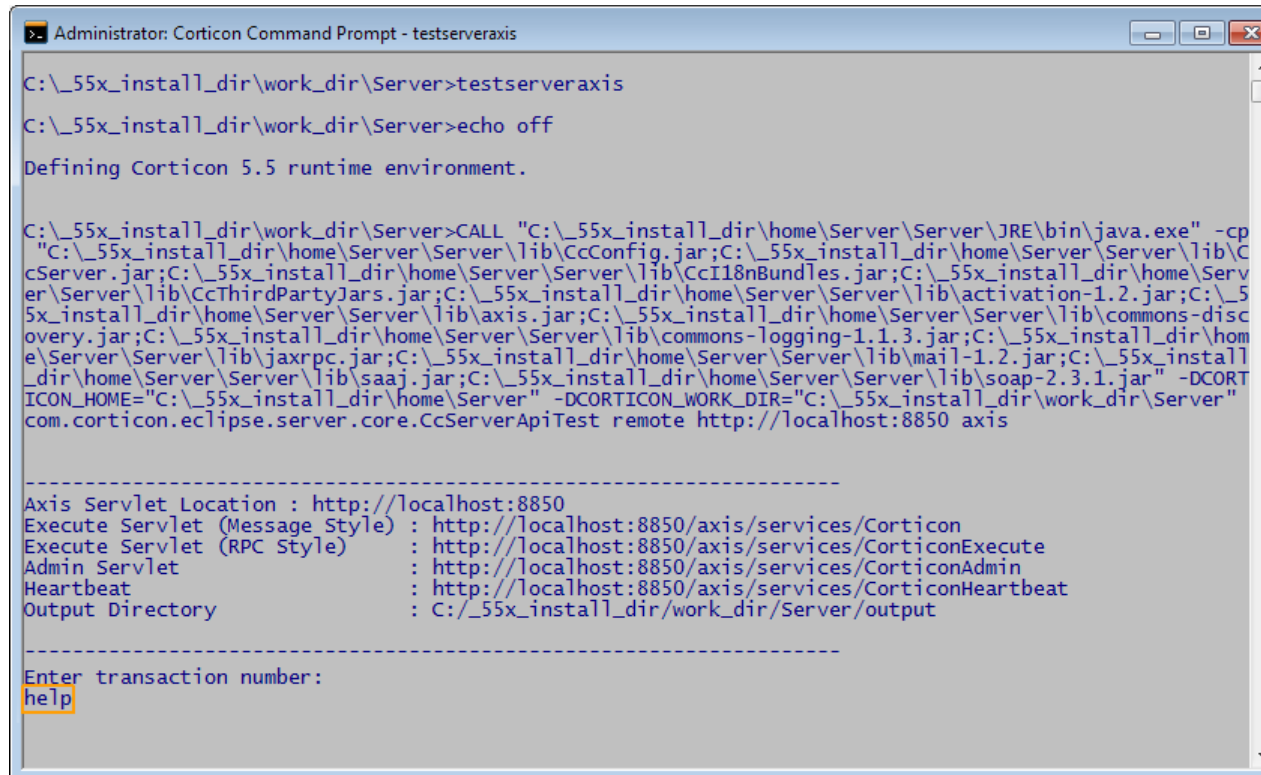 Administrator: Corticon Command Prompt - testserveraxis
C:\_55x_install_dir\work_dir\Server>testserveraxis
C:\_55x_install_dir\work_dir\Server>echo off
Defining Corticon 5.5 runtime environment.
C:\_55x_install_dir\work_dir\Server>CALL "C:\_55x_install_dir\home\Server\Server\JRE\bin\java.exe" -cp
"C:\_55x_install_dir\home\Server\Server\lib\CcConfig.jar;C:\_55x_install_dir\home\Server\Server\lib\C
cServer.jar;C:\_55x_install_dir\home\Server\Server\lib\CcI18nBundles.jar;C:\_55x_install_dir\home\Serv
er\Server\lib\CcThirdPartyJars.jar;C:\_55x_install_dir\home\Server\Server\lib\activation-1.2.jar;C:\_5
5x_install_dir\home\Server\Server\lib\axis.jar;C:\_55x_install_dir\home\Server\Server\lib\commons-disc
overy.jar;C:\_55x_install_dir\home\Server\Server\lib\commons-logging-1.1.3.jar;C:\_55x_install_dir\hom
e\Server\Server\lib\jaxrpc.jar;C:\_55x_install_dir\home\Server\Server\lib\mail-1.2.jar;C:\_55x_install
_dir\home\Server\Server\lib\saaj.jar;C:\_55x_install_dir\home\Server\Server\lib\soap-2.3.1.jar" -DCORT
ICON_HOME="C:\_55x_install_dir\home\Server" -DCORTICON_WORK_DIR="C:\_55x_install_dir\work_dir\Server"
com.corticon.eclipse.server.core.CcServerApiTest remote http://localhost:8850 axis
--------------------------------------------------------------------
Axis Servlet Location : http://localhost:8850
Execute Servlet (Message Style) : http://localhost:8850/axis/services/Corticon
Execute Servlet (RPC Style)     : http://localhost:8850/axis/services/CorticonExecute
Admin Servlet                   : http://localhost:8850/axis/services/CorticonAdmin
Heartbeat                       : http://localhost:8850/axis/services/CorticonHeartbeat
Output Directory                : C:/_55x_install_dir/work_dir/Server/output
--------------------------------------------------------------------
Enter transaction number:
help